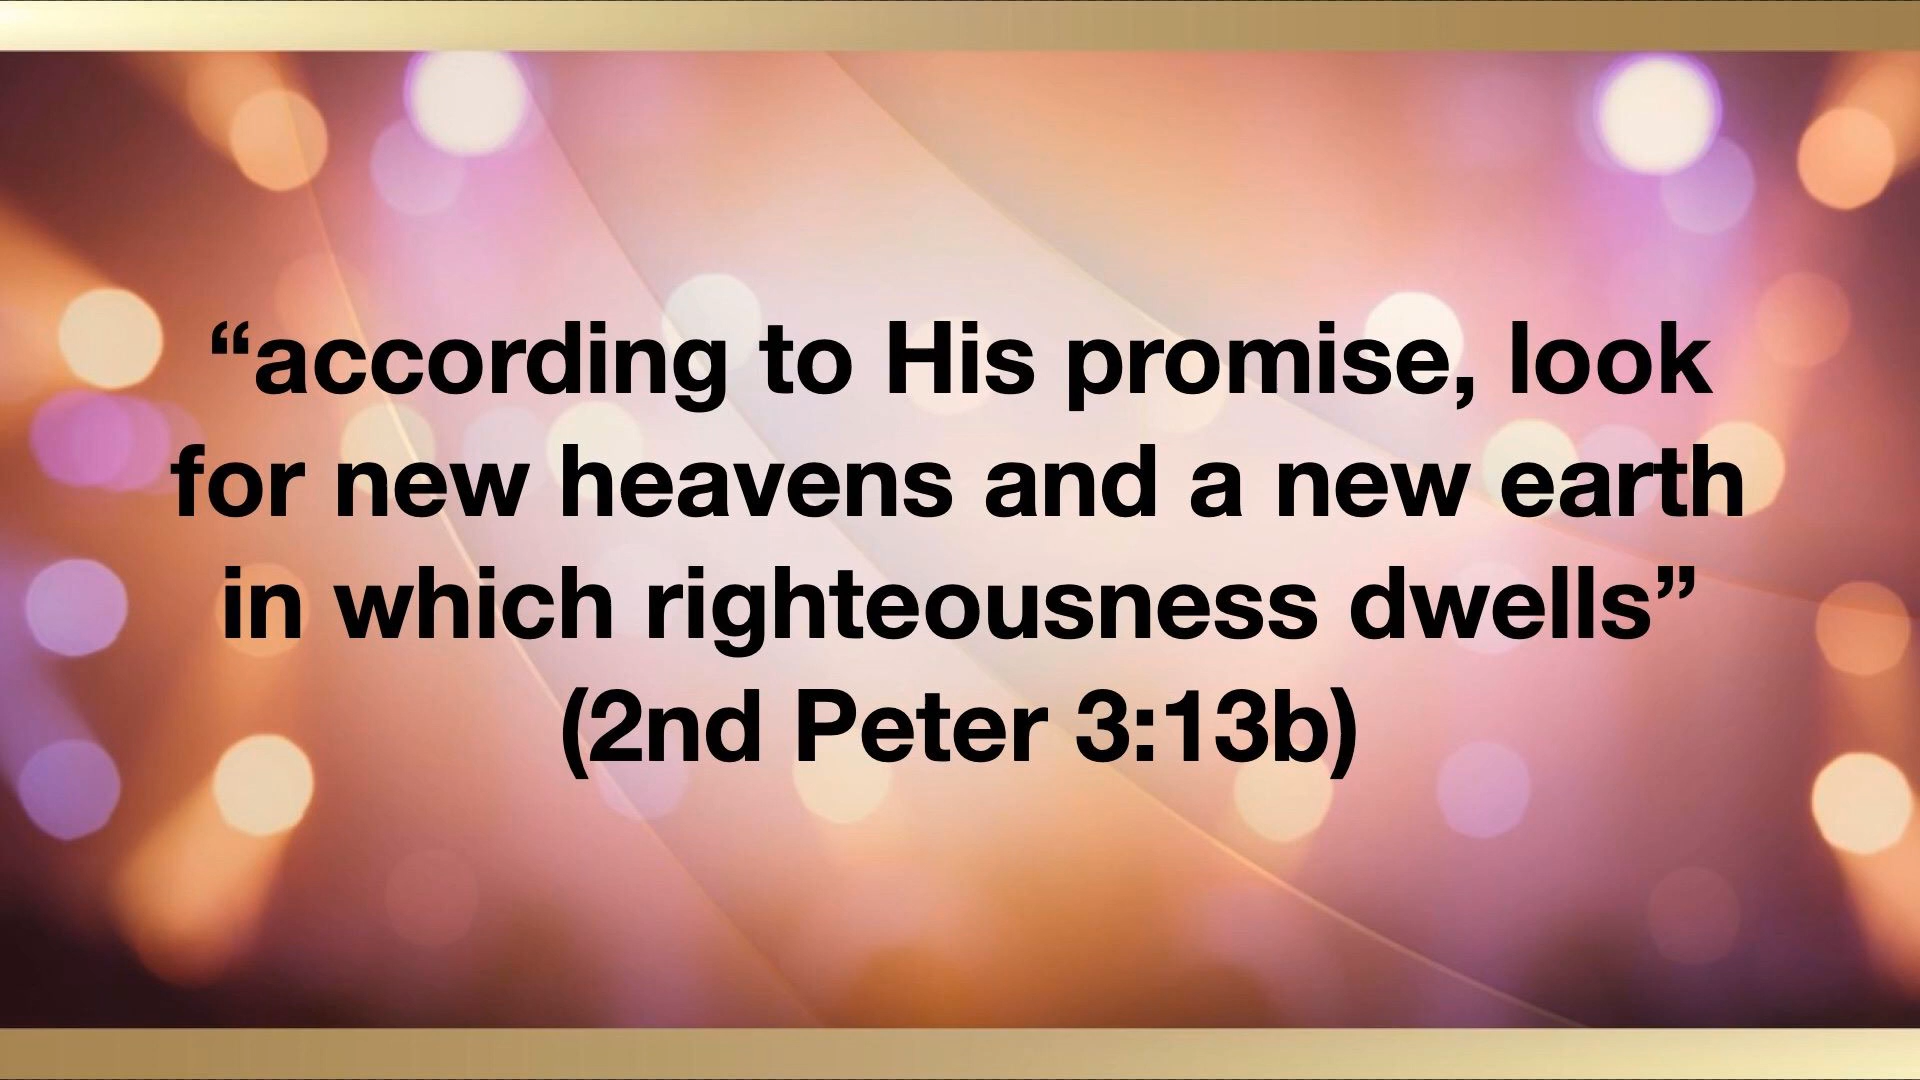 “according to His promise, look
for new heavens and a new earth
in which righteousness dwells”
(2nd Peter 3:13b)